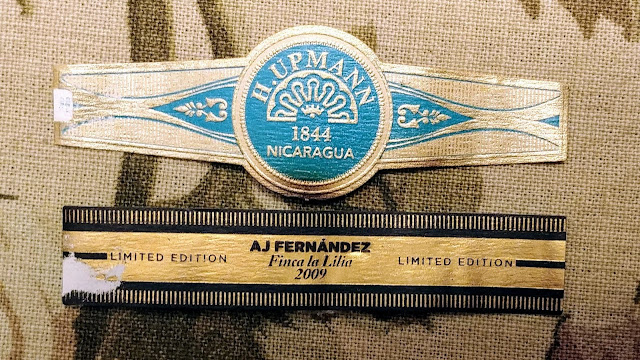 H. UPMANN
1844
NICARAGUA
AJ FERNÁNDEZ
LIMITED EDITION Finca la Lilia LIMITED EDITION
2009